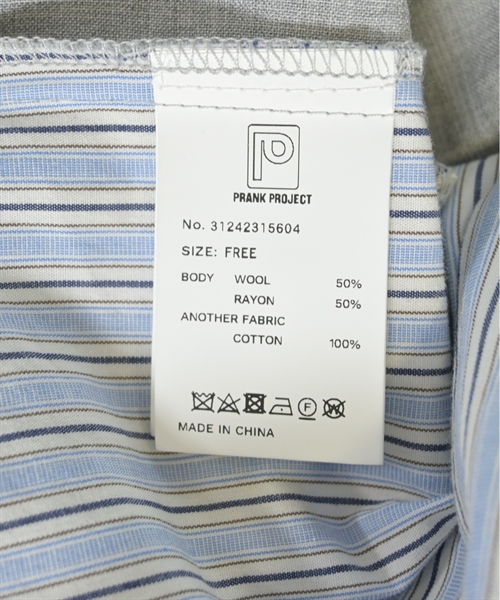 P
PRANK PROJECT
No. 31242315604
SIZE: FREE
BODY WOOL 50%
RAYON 50%
ANOTHER FABRIC
COTTON 100%
F W
MADE IN CHINA